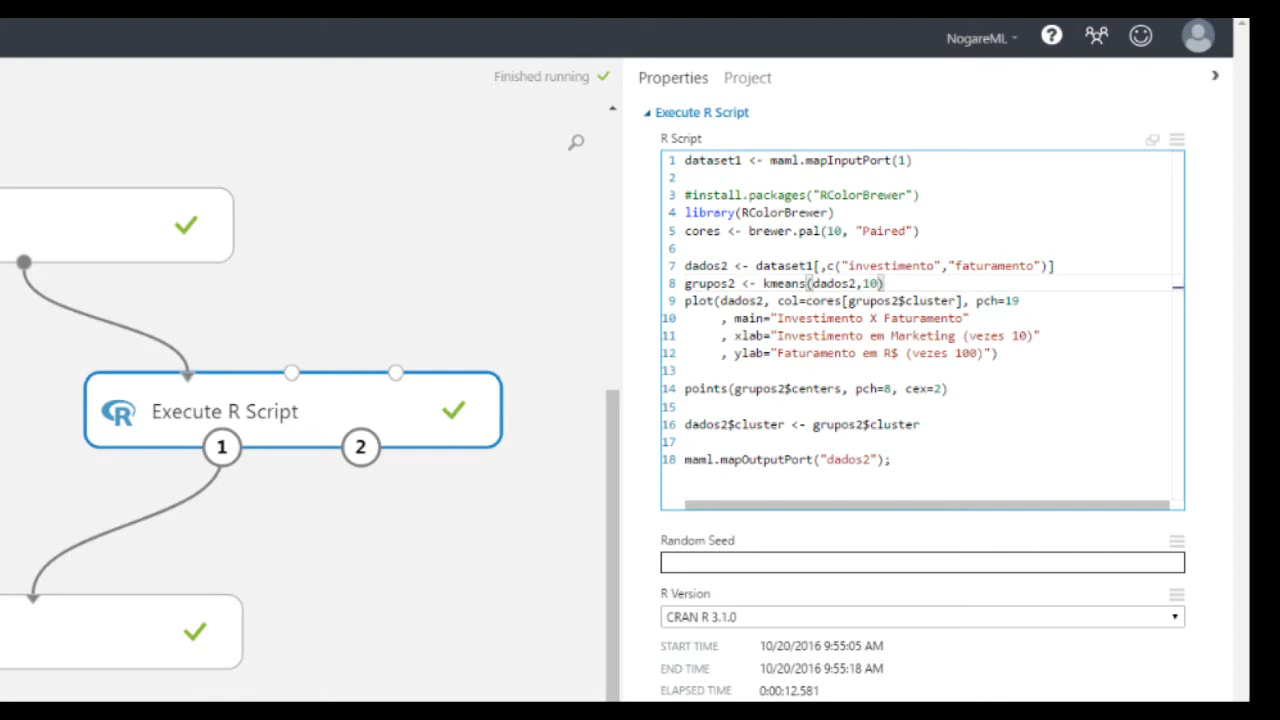 NogareML
?
Finished running
Properties Project
Execute R Script
R Script
1 dataset1 <- maml.mapInputPort(1)
2
3 #install.packages("RColorBrewer")
4 library(RColorBrewer)
5 cores <- brewer.pal(10, "Paired")
6
7 dados2 <- dataset1[,c("investimento","faturamento")]
8 grupos2 <- kmeans(dados2,10)
9 plot(dados2, col=cores[grupos2$cluster], pch=19
10 , main="Investimento X Faturamento"
11 , xlab="Investimento em Marketing (vezes 10)"
12 , ylab="Faturamento em R$ (vezes 100)")
13
14 points(grupos2$centers, pch=8, cex=2)
15
16 dados2$cluster <- grupos2$cluster
17
18 maml.mapOutputPort("dados2");
R Execute R Script
1 2
Random Seed
R Version
CRAN R 3.1.0
START TIME 10/20/2016 9:55:05 AM
END TIME 10/20/2016 9:55:18 AM
ELAPSED TIME 0:00:12.581